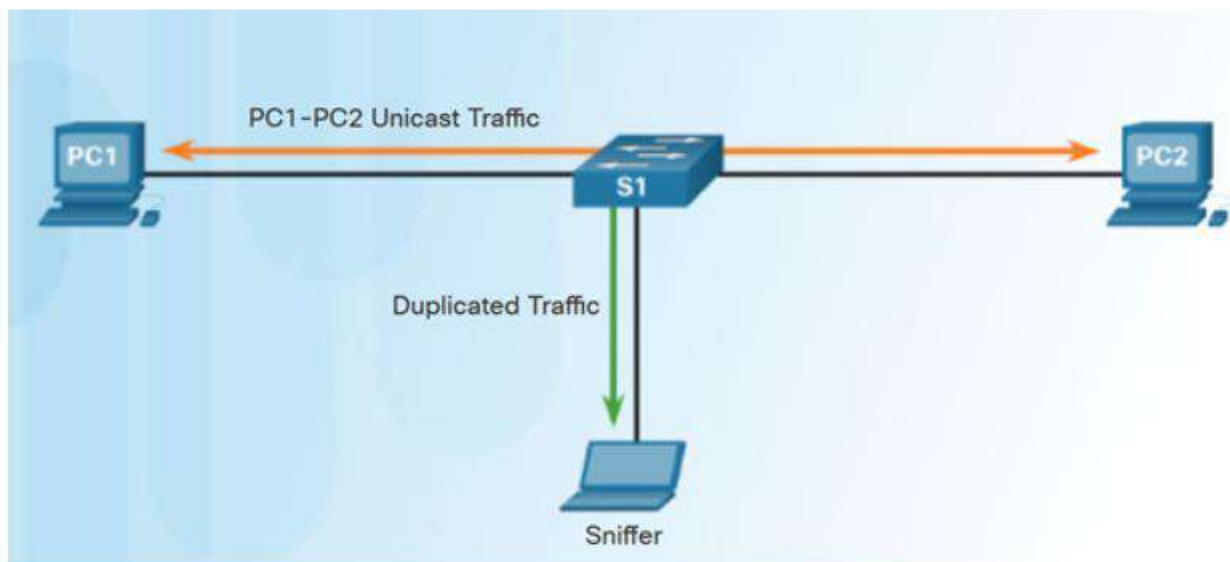 PC1-PC2 Unicast Traffic
PC1
PC2
S1
Duplicated Traffic
Sniffer